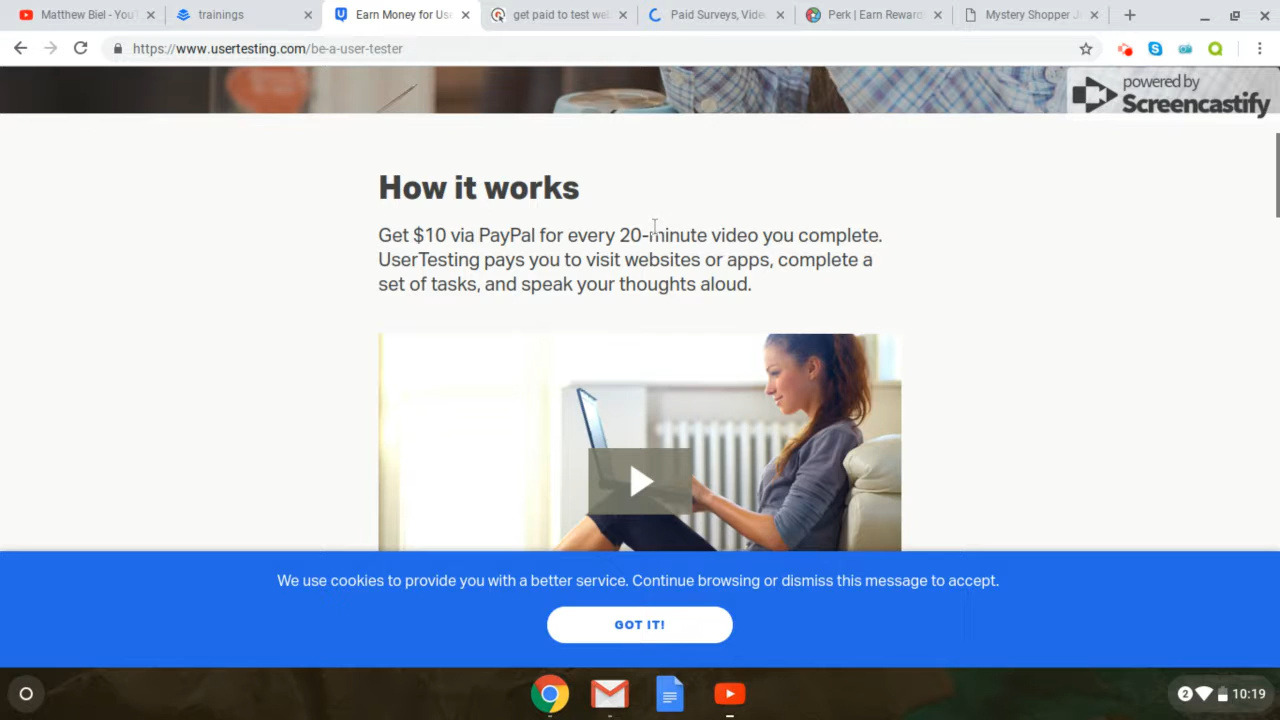 Matthew Biel - You
trainings
Earn Money for Use
get paid to test web
Paid Surveys, Vide
Perk | Earn Reward
Mystery Shopper J
https://www.usertesting.com/be-a-user-tester
powered by
Screencastify
How it works
Get $10 via PayPal for every 20-minute video you complete.
UserTesting pays you to visit websites or apps, complete a
set of tasks, and speak your thoughts aloud.
We use cookies to provide you with a better service. Continue browsing or dismiss this message to accept.
GOT IT!
2
10:19